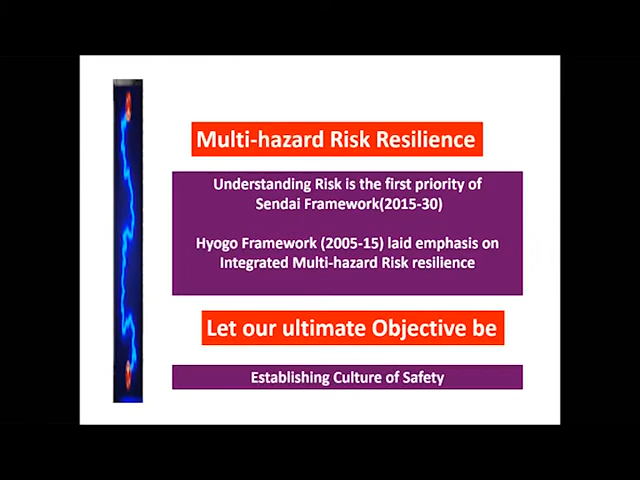 Multi-hazard Risk Resilience
Understanding Risk is the first priority of
Sendai Framework(2015-30)
Hyogo Framework (2005-15) laid emphasis on
Integrated Multi-hazard Risk resilience
Let our ultimate Objective be
Establishing Culture of Safety